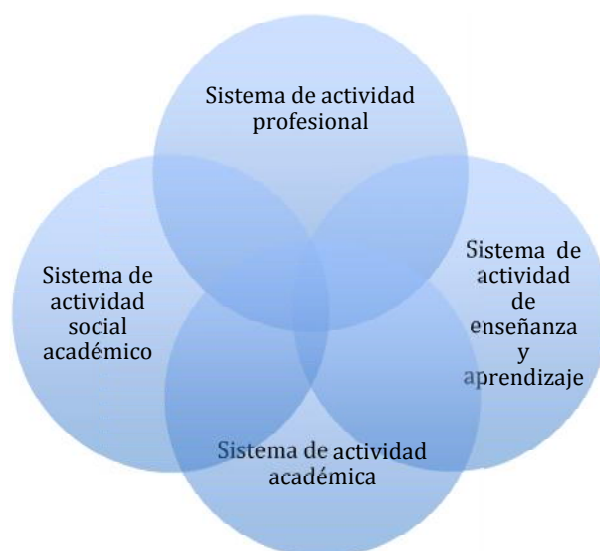 Sistema de actividad
profesional
Sistema de
actividad
social
académico
Sistema de
actividad
de
enseñanza
y
aprendizaje
Sistema de actividad
académica